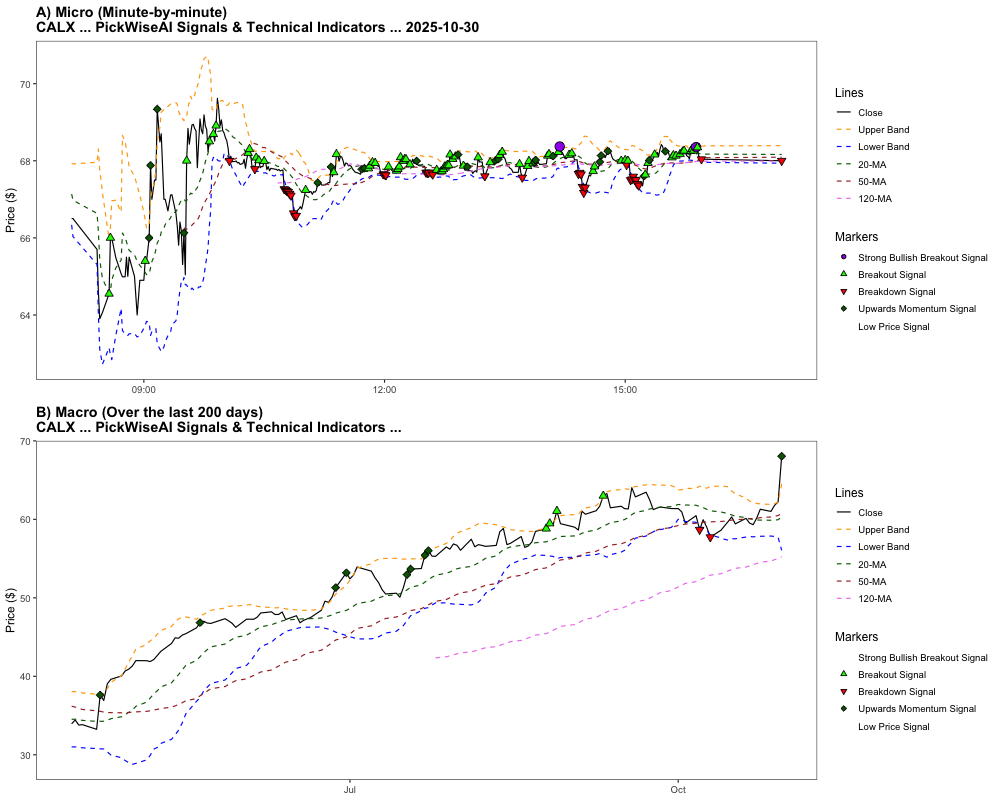 A) Micro (Minute-by-minute)
CALX ... PickWiseAI Signals & Technical Indicators ... 2025-10-30
Price ($)
70
68
66
64
09:00
12:00
15:00
Lines
Close
Upper Band
Lower Band
20-MA
50-MA
120-MA
Markers
Strong Bullish Breakout Signal
Breakout Signal
Breakdown Signal
Upwards Momentum Signal
Low Price Signal
B) Macro (Over the last 200 days)
CALX ... PickWiseAI Signals & Technical Indicators ...
Price ($)
70
60
50
40
30
Jul
Oct
Lines
Close
Upper Band
Lower Band
20-MA
50-MA
120-MA
Markers
Strong Bullish Breakout Signal
Breakout Signal
Breakdown Signal
Upwards Momentum Signal
Low Price Signal